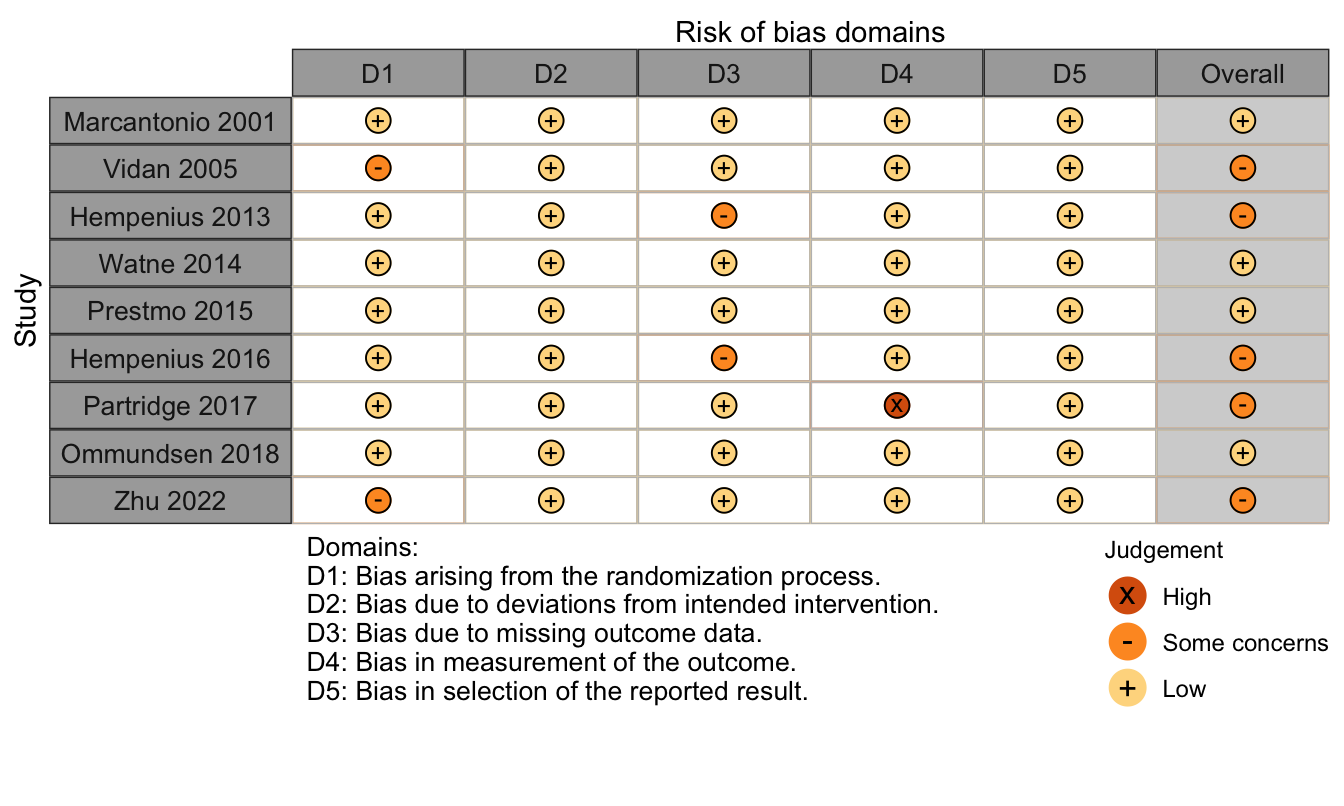 Risk of bias domains
D1 D2 D3 D4 D5 Overall
Study
Marcantonio 2001 + + + + + +
Vidan 2005 - + + + + -
Hempenius 2013 + + - + + -
Watne 2014 + + + + + +
Prestmo 2015 + + + + + +
Hempenius 2016 + + - + + -
Partridge 2017 + + + X + -
Ommundsen 2018 + + + + + +
Zhu 2022 - + + + + -
Domains:
D1: Bias arising from the randomization process.
D2: Bias due to deviations from intended intervention.
D3: Bias due to missing outcome data.
D4: Bias in measurement of the outcome.
D5: Bias in selection of the reported result.
Judgement
X High
- Some concerns
+ Low